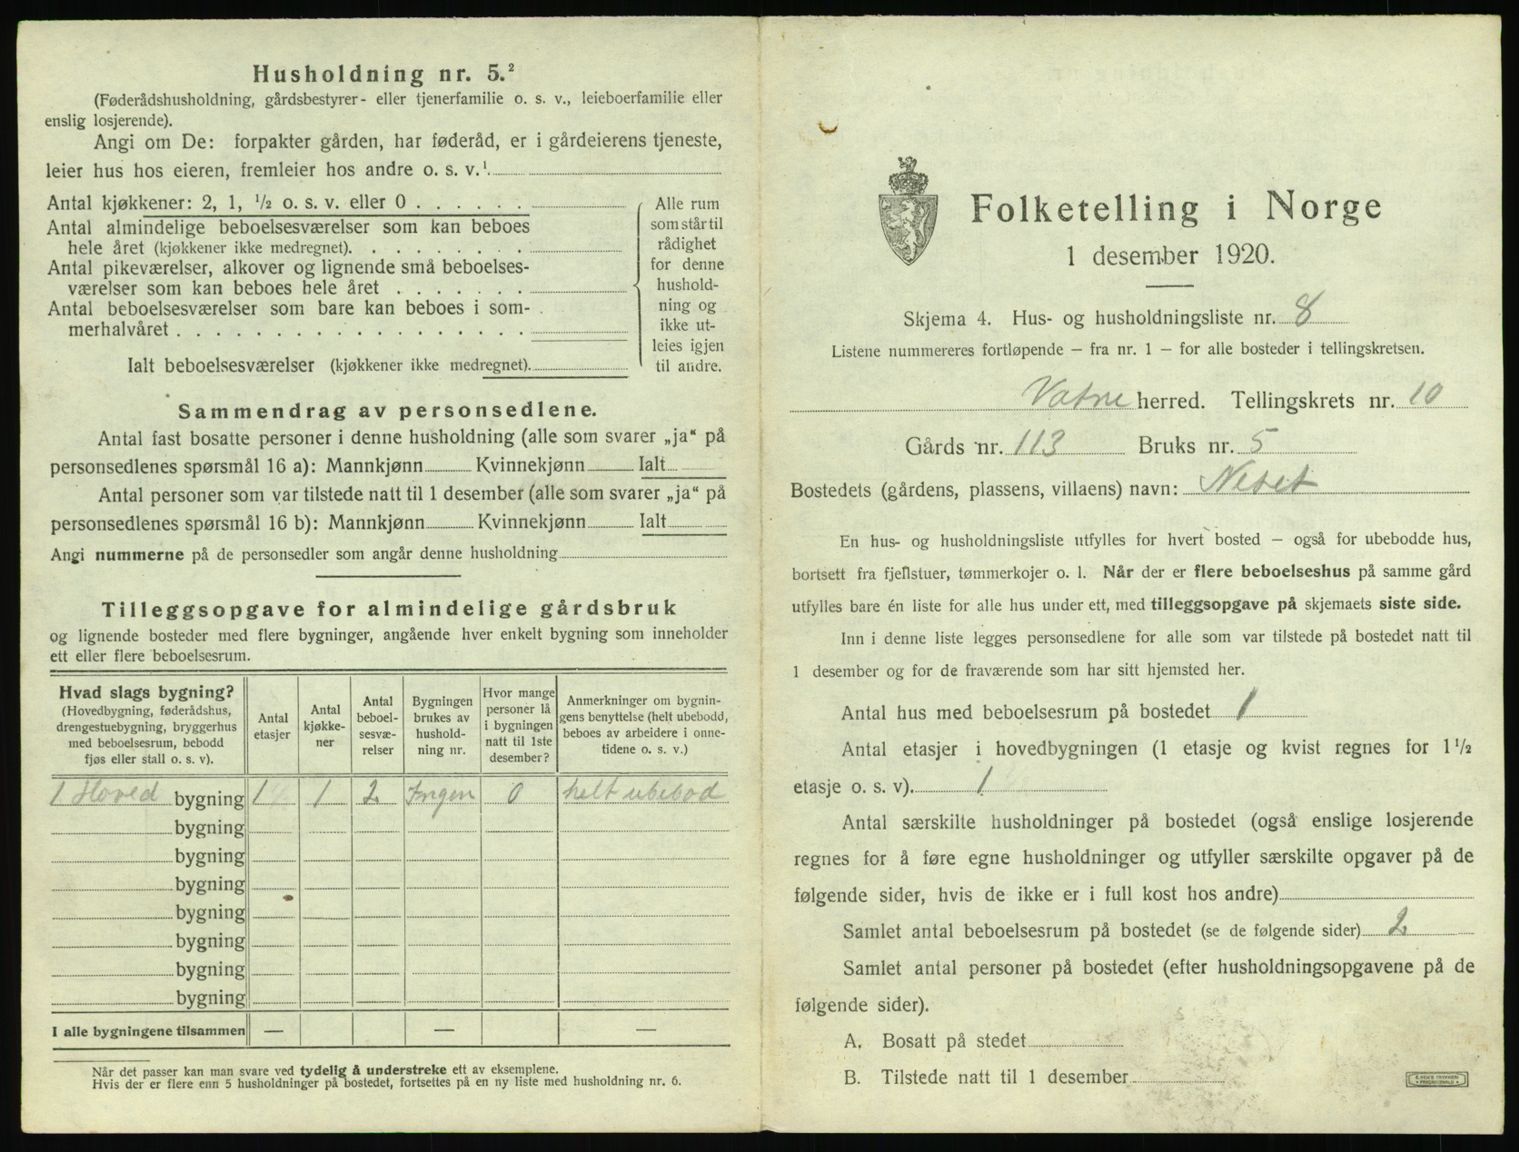 Husholdning nr. 5.²
(Føderådshusholdning, gårdsbestyrer- eller tjenerfamilie o. s. v., leieboerfamilie eller
enslig losjerende).
Angi om De: forpakter gården, har føderåd, er i gårdeierens tjeneste,
leier hus hos eieren, fremleier hos andre o. s. v.¹
Antal kjøkkener: 2, 1, ½ o. s. v. eller 0
Antal almindelige beboelsesværelser som kan beboes
hele året (kjøkkener ikke medregnet).
Antal pikeværelser, alkover og lignende små beboelses-
værelser som kan beboes hele året
Antal beboelsesværelser som bare kan beboes i som-
merhalvåret
Ialt beboelsesværelser (kjøkkener ikke medregnet).
Alle rum
som står til
rådighet
for denne
hushold-
ning og
ikke ut-
leies igjen
til andre.
Sammendrag av personsedlene.
Antal fast bosatte personer i denne husholdning (alle som svarer „ja“ på
personsedlenes spørsmål 16 a): Mannkjønn Kvinnekjønn Ialt
Antal personer som var tilstede natt til 1 desember (alle som svarer „ja“ på
personsedlenes spørsmål 16 b): Mannkjønn Kvinnekjønn Ialt
Angi nummerne på de personsedler som angår denne husholdning
Tilleggsopgave for almindelige gårdsbruk
og lignende bosteder med flere bygninger, angående hver enkelt bygning som inneholder
ett eller flere beboelsesrum.
Hvad slags bygning?
(Hovedbygning, føderådshus,
drengestuebygning, bryggerhus
med beboelsesrum, bebodd
fjøs eller stall o. s. v).
Antal
etasjer
Antal
kjøkke-
ner
Antal
beboel-
sesvæ-
relser
Bygningen
brukes av
hushold-
ning nr.
Hvor mange
personer lå
i bygningen
natt til 1ste
desember?
Anmerkninger om bygnin-
gens benyttelse (helt ubebodd,
beboes av arbeidere i onne-
tidene o. s. v.)
1 Hoved bygning 1 1 2 Ingen 0 helt ubebod
bygning
bygning
bygning
bygning
bygning
bygning
bygning
I alle bygningene tilsammen — — —
Når det passer kan man svare ved tydelig å understreke ett av eksemplene.
Hvis der er flere enn 5 husholdninger på bostedet, fortsettes på en ny liste med husholdning nr. 6.
Folketelling i Norge
1 desember 1920.
Skjema 4. Hus- og husholdningsliste nr. 8
Listene nummereres fortløpende — fra nr. 1 — for alle bosteder i tellingskretsen.
Vatne herred. Tellingskrets nr. 10
Gårds nr. 113 Bruks nr. 5
Bostedets (gårdens, plassens, villaens) navn: Neset
En hus- og husholdningsliste utfylles for hvert bosted — også for ubebodde hus,
bortsett fra fjellstuer, tømmerkojer o. l. Når der er flere beboelseshus på samme gård
utfylles bare én liste for alle hus under ett, med tilleggsopgave på skjemaets siste side.
Inn i denne liste legges personsedlene for alle som var tilstede på bostedet natt til
1 desember og for de fraværende som har sitt hjemsted her.
Antal hus med beboelsesrum på bostedet 1
Antal etasjer i hovedbygningen (1 etasje og kvist regnes for 1½
etasje o. s. v). 1
Antal særskilte husholdninger på bostedet (også enslige losjerende
regnes for å føre egne husholdninger og utfyller særskilte opgaver på de
følgende sider, hvis de ikke er i full kost hos andre)
Samlet antal beboelsesrum på bostedet (se de følgende sider) 2
Samlet antal personer på bostedet (efter husholdningsopgavene på de
følgende sider).
A. Bosatt på stedet
B. Tilstede natt til 1 desember